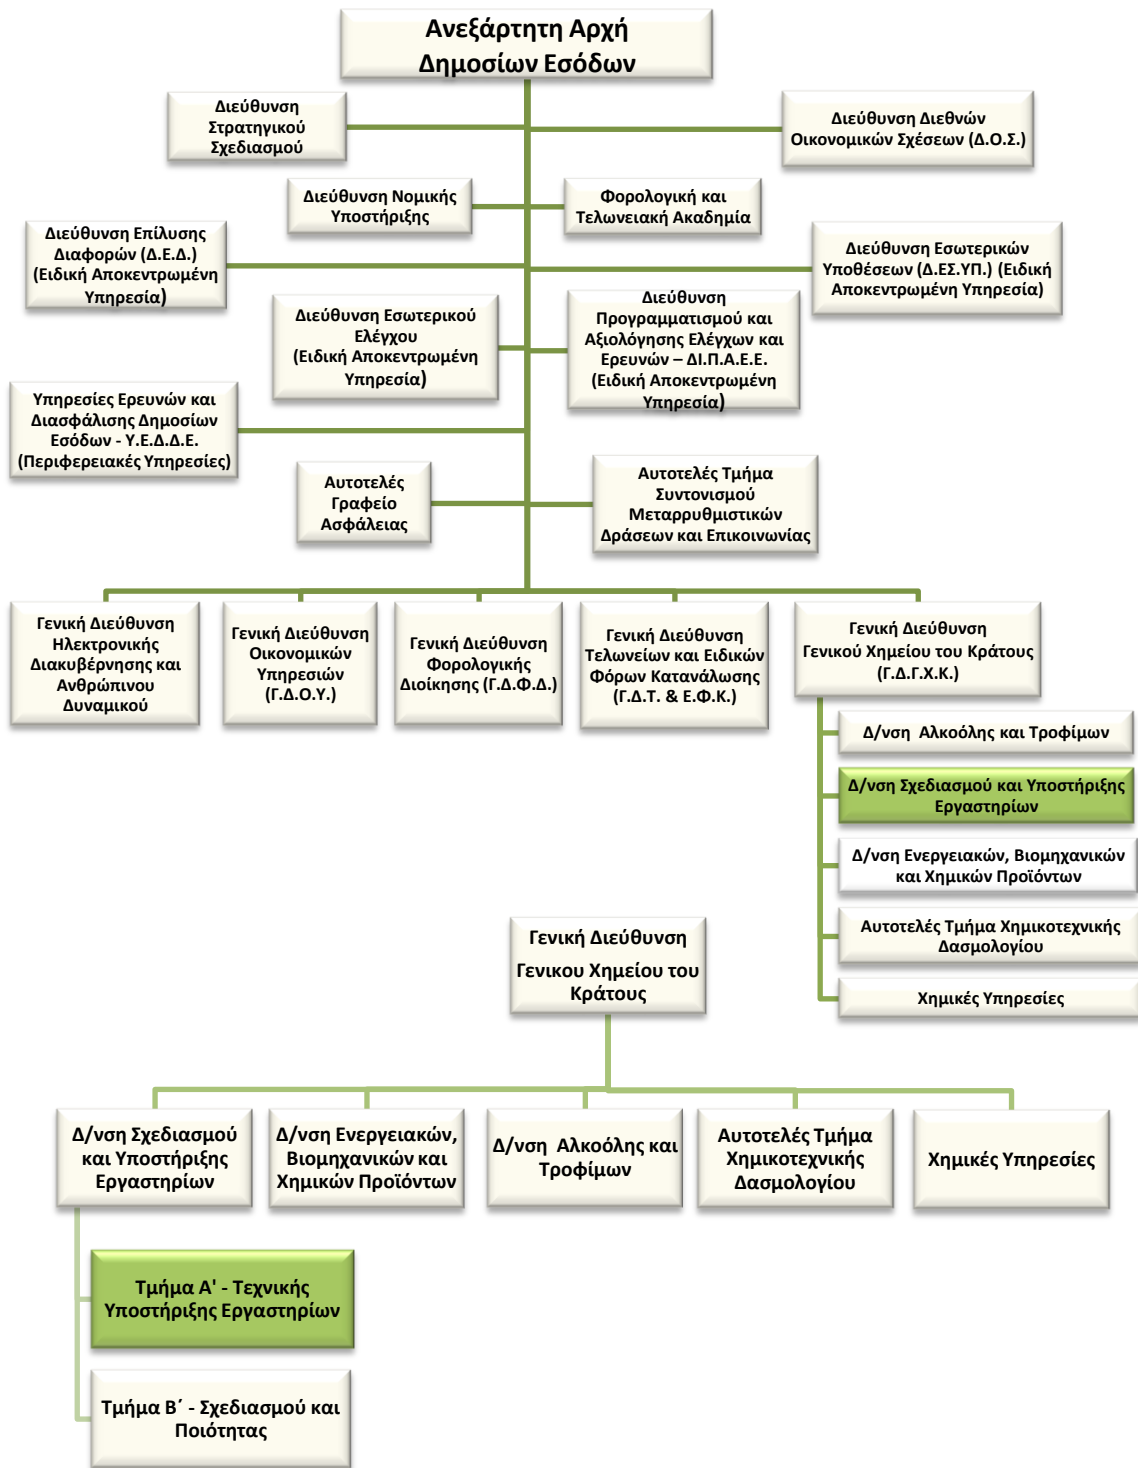 Ανεξάρτητη Αρχή
Δημοσίων Εσόδων
Διεύθυνση
Στρατηγικού
Σχεδιασμού
Διεύθυνση Διεθνών
Οικονομικών Σχέσεων (Δ.Ο.Σ.)
Διεύθυνση Νομικής
Υποστήριξης
Φορολογική και
Τελωνειακή Ακαδημία
Διεύθυνση Επίλυσης
Διαφορών (Δ.Ε.Δ.)
(Ειδική Αποκεντρωμένη
Υπηρεσία)
Διεύθυνση Εσωτερικών
Υποθέσεων (Δ.ΕΣ.ΥΠ.) (Ειδική
Αποκεντρωμένη Υπηρεσία)
Διεύθυνση Εσωτερικού
Ελέγχου
(Ειδική Αποκεντρωμένη
Υπηρεσία)
Διεύθυνση
Προγραμματισμού και
Αξιολόγησης Ελέγχων και
Ερευνών – ΔΙ.Π.Α.Ε.Ε.
(Ειδική Αποκεντρωμένη
Υπηρεσία)
Υπηρεσίες Ερευνών και
Διασφάλισης Δημοσίων
Εσόδων - Υ.Ε.Δ.Δ.Ε.
(Περιφερειακές Υπηρεσίες)
Αυτοτελές
Γραφείο
Ασφάλειας
Αυτοτελές Τμήμα
Συντονισμού
Μεταρρυθμιστικών
Δράσεων και Επικοινωνίας
Γενική Διεύθυνση
Ηλεκτρονικής
Διακυβέρνησης και
Ανθρώπινου
Δυναμικού
Γενική Διεύθυνση
Οικονομικών
Υπηρεσιών
(Γ.Δ.Ο.Υ.)
Γενική Διεύθυνση
Φορολογικής
Διοίκησης (Γ.Δ.Φ.Δ.)
Γενική Διεύθυνση
Τελωνείων και Ειδικών
Φόρων Κατανάλωσης
(Γ.Δ.Τ. & Ε.Φ.Κ.)
Γενική Διεύθυνση
Γενικού Χημείου του Κράτους
(Γ.Δ.Γ.Χ.Κ.)
Δ/νση Αλκοόλης και Τροφίμων
Δ/νση Σχεδιασμού και Υποστήριξης
Εργαστηρίων
Δ/νση Ενεργειακών, Βιομηχανικών
και Χημικών Προϊόντων
Αυτοτελές Τμήμα Χημικοτεχνικής
Δασμολογίου
Χημικές Υπηρεσίες
Γενική Διεύθυνση
Γενικου Χημείου του
Κράτους
Δ/νση Σχεδιασμού
και Υποστήριξης
Εργαστηρίων
Δ/νση Ενεργειακών,
Βιομηχανικών και
Χημικών Προϊόντων
Δ/νση Αλκοόλης και
Τροφίμων
Αυτοτελές Τμήμα
Χημικοτεχνικής
Δασμολογίου
Χημικές Υπηρεσίες
Τμήμα Α' - Τεχνικής
Υποστήριξης Εργαστηρίων
Τμήμα Β΄ - Σχεδιασμού και
Ποιότητας